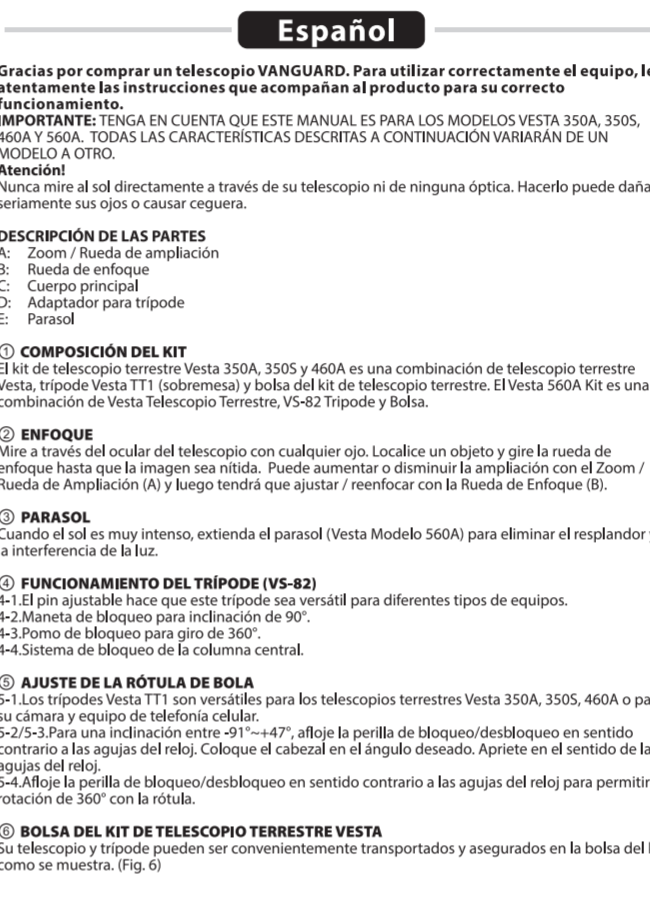 Español
Gracias por comprar un telescopio VANGUARD. Para utilizar correctamente el equipo, le
atentamente las instrucciones que acompañan al producto para su correcto
funcionamiento.
IMPORTANTE: TENGA EN CUENTA QUE ESTE MANUAL ES PARA LOS MODELOS VESTA 350A, 350S,
460A Y 560A. TODAS LAS CARACTERÍSTICAS DESCRITAS A CONTINUACIÓN VARIARÁN DE UN
MODELO A OTRO.
Atención!
Nunca mire al sol directamente a través de su telescopio ni de ninguna óptica. Hacerlo puede daña
seriamente sus ojos o causar ceguera.
DESCRIPCIÓN DE LAS PARTES
A: Zoom / Rueda de ampliación
B: Rueda de enfoque
C: Cuerpo principal
D: Adaptador para trípode
E: Parasol
① COMPOSICIÓN DEL KIT
El kit de telescopio terrestre Vesta 350A, 350S y 460A es una combinación de telescopio terrestre
Vesta, trípode Vesta TT1 (sobremesa) y bolsa del kit de telescopio terrestre. El Vesta 560A Kit es una
combinación de Vesta Telescopio Terrestre, VS-82 Tripode y Bolsa.
② ENFOQUE
Mire a través del ocular del telescopio con cualquier ojo. Localice un objeto y gire la rueda de
enfoque hasta que la imagen sea nítida. Puede aumentar o disminuir la ampliación con el Zoom /
Rueda de Ampliación (A) y luego tendrá que ajustar / reenfocar con la Rueda de Enfoque (B).
③ PARASOL
Cuando el sol es muy intenso, extienda el parasol (Vesta Modelo 560A) para eliminar el resplandor y
la interferencia de la luz.
④ FUNCIONAMIENTO DEL TRÍPODE (VS-82)
4-1.El pin ajustable hace que este trípode sea versátil para diferentes tipos de equipos.
4-2.Maneta de bloqueo para inclinación de 90°.
4-3.Pomo de bloqueo para giro de 360°.
4-4.Sistema de bloqueo de la columna central.
⑤ AJUSTE DE LA RÓTULA DE BOLA
5-1.Los trípodes Vesta TT1 son versátiles para los telescopios terrestres Vesta 350A, 350S, 460A o pa
su cámara y equipo de telefonía celular.
5-2/5-3.Para una inclinación entre -91°~+47°, afloje la perilla de bloqueo/desbloqueo en sentido
contrario a las agujas del reloj. Coloque el cabezal en el ángulo deseado. Apriete en el sentido de la
agujas del reloj.
5-4.Afloje la perilla de bloqueo/desbloqueo en sentido contrario a las agujas del reloj para permitir
rotación de 360° con la rótula.
⑥ BOLSA DEL KIT DE TELESCOPIO TERRESTRE VESTA
Su telescopio y trípode pueden ser convenientemente transportados y asegurados en la bolsa del
como se muestra. (Fig. 6)